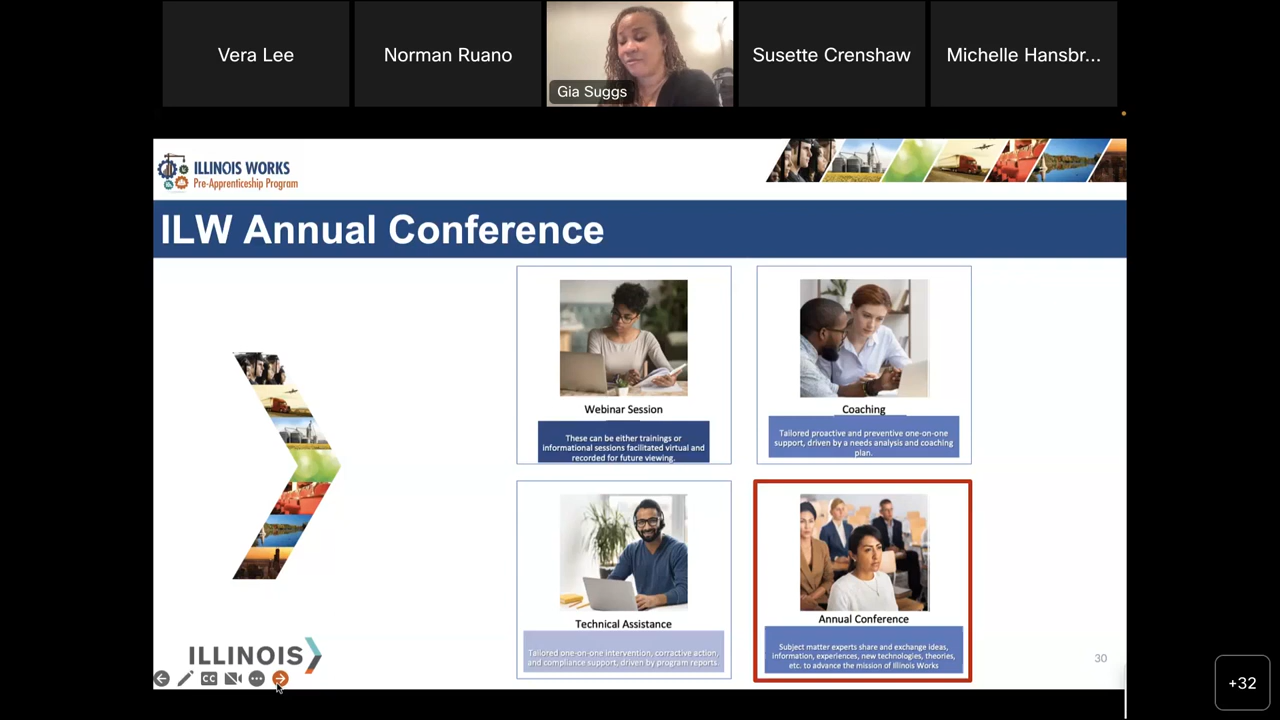 Vera Lee
Norman Ruano
Gia Suggs
Susette Crenshaw
Michelle Hansbr...
ILLINOIS WORKS
Pre-Apprenticeship Program
ILW Annual Conference
Webinar Session
These can be either trainings or
informational sessions facilitated virtual and
recorded for future viewing.
Coaching
Tailored proactive and preventive one-on-one
support, driven by a needs analysis and coaching
plan.
Technical Assistance
Tailored one-on-one intervention, corrective action,
and compliance support, driven by program reports.
Annual Conference
Subject matter experts share and exchange ideas,
information, experiences, new technologies, theories,
etc. to advance the mission of Illinois Works
ILLINOIS
CC
30
+32